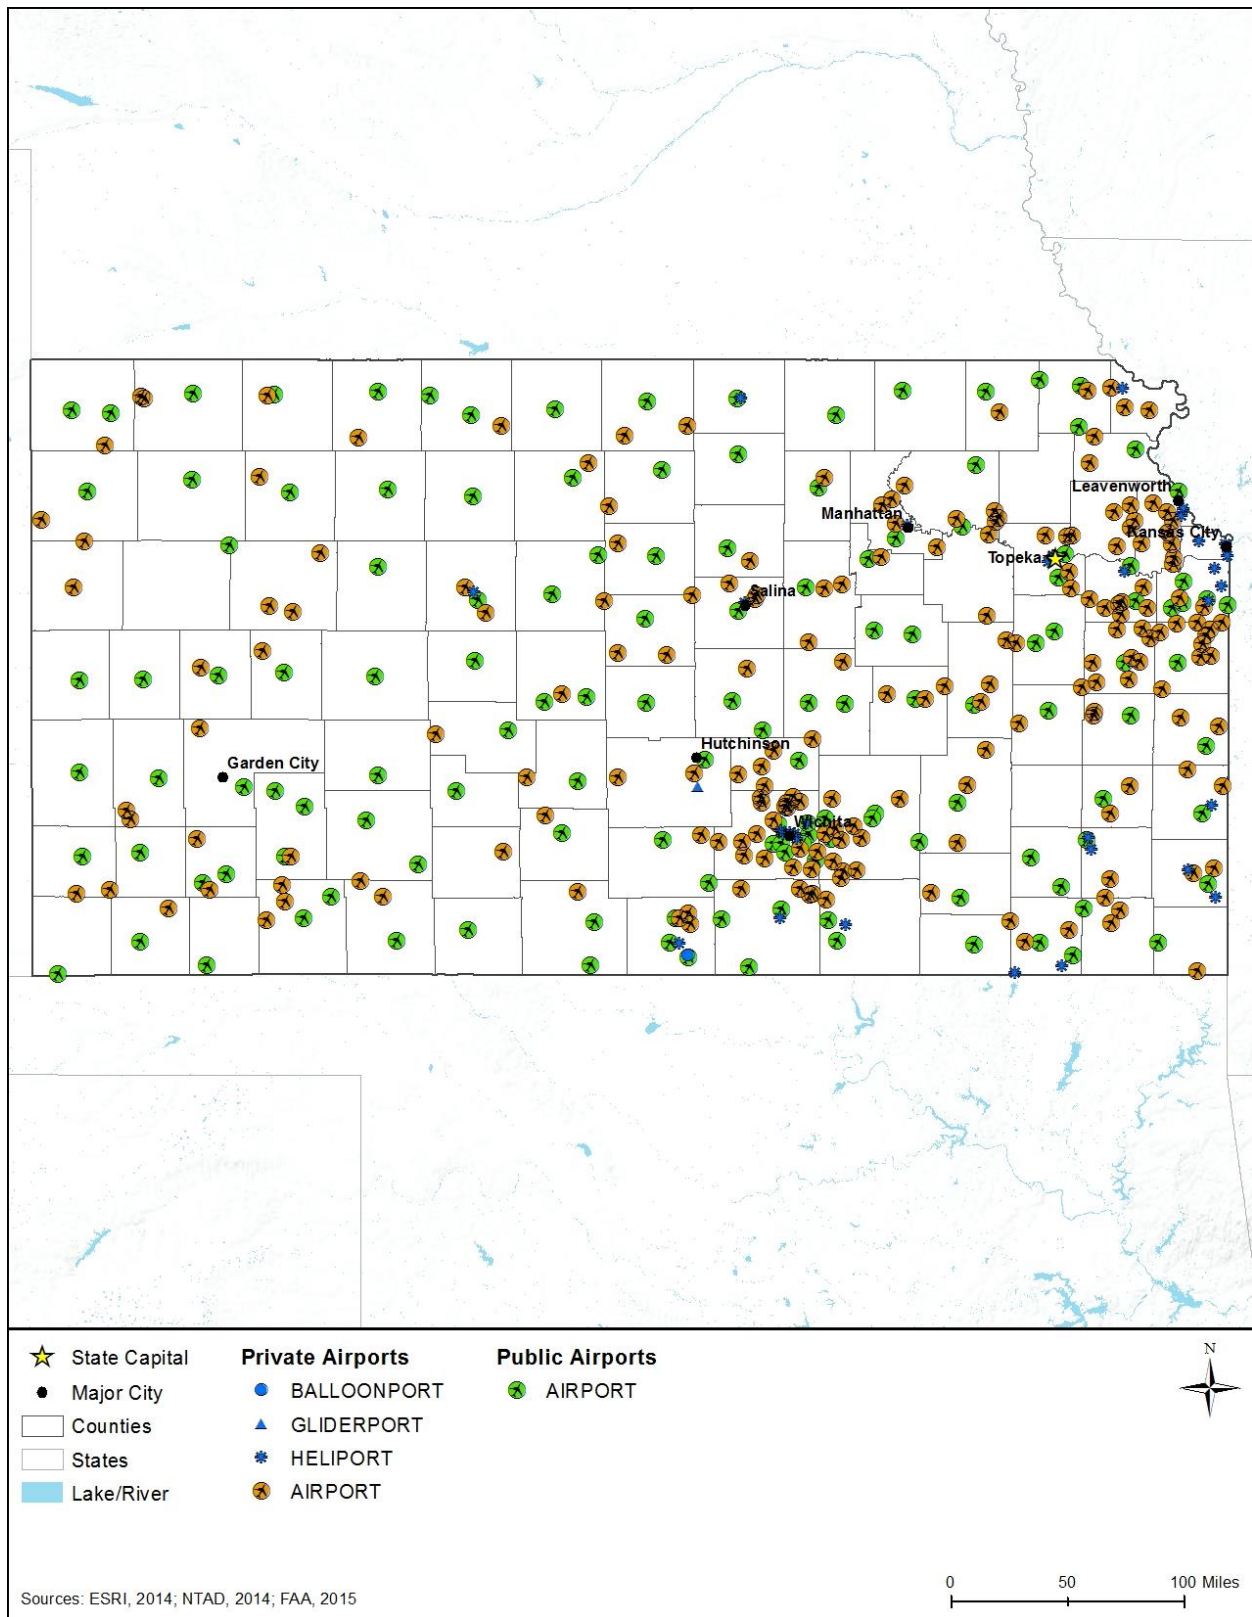 Leavenworth
Manhattan
Kansas City
Topeka
Salina
Hutchinson
Garden City
Wichita
N
State Capital
Major City
Counties
States
Lake/River
Private Airports
BALLOONPORT
GLIDERPORT
HELIPORT
AIRPORT
Public Airports
AIRPORT
Sources: ESRI, 2014; NTAD, 2014; FAA, 2015
0 50 100 Miles